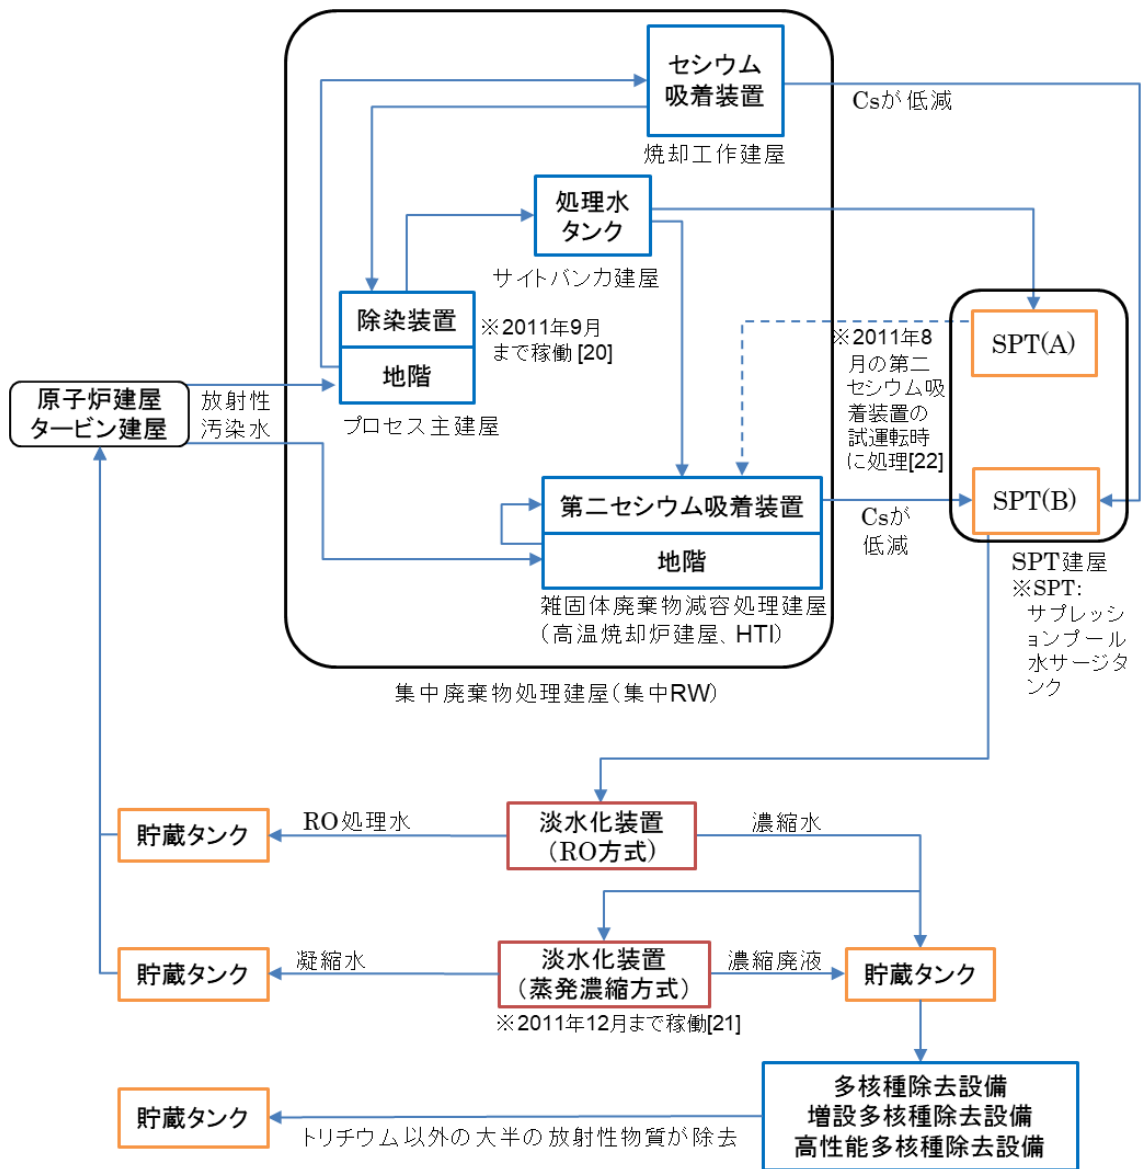 セシウム
吸着装置
Csが低減
焼却工作建屋
処理水
タンク
サイトバンカ建屋
除染装置
地階
※2011年9月
まで稼働 [20]
プロセス主建屋
原子炉建屋
タービン建屋
放射性
汚染水
SPT(A)
※2011年8
月の第二
セシウム吸
着装置の
試運転時
に処理[22]
第二セシウム吸着装置
地階
SPT(B)
Csが
低減
雑固体廃棄物減容処理建屋
(高温焼却炉建屋、HTI)
SPT建屋
※SPT:
サプレッシ
ョンプール
水サージタ
ンク
集中廃棄物処理建屋(集中RW)
貯蔵タンク
RO処理水
淡水化装置
(RO方式)
濃縮水
貯蔵タンク
凝縮水
淡水化装置
(蒸発濃縮方式)
濃縮廃液
貯蔵タンク
※2011年12月まで稼働[21]
貯蔵タンク
トリチウム以外の大半の放射性物質が除去
多核種除去設備
増設多核種除去設備
高性能多核種除去設備